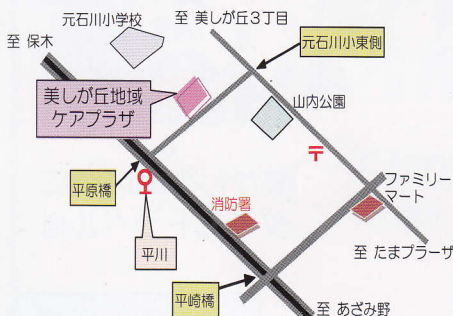 元石川小学校
至 美しが丘3丁目
至 保木
元石川小東側
美しが丘地域
ケアプラザ
山内公園
〒
平原橋
ファミリー
マート
消防署
平川
至 たまプラーザ
平崎橋
至 あざみ野